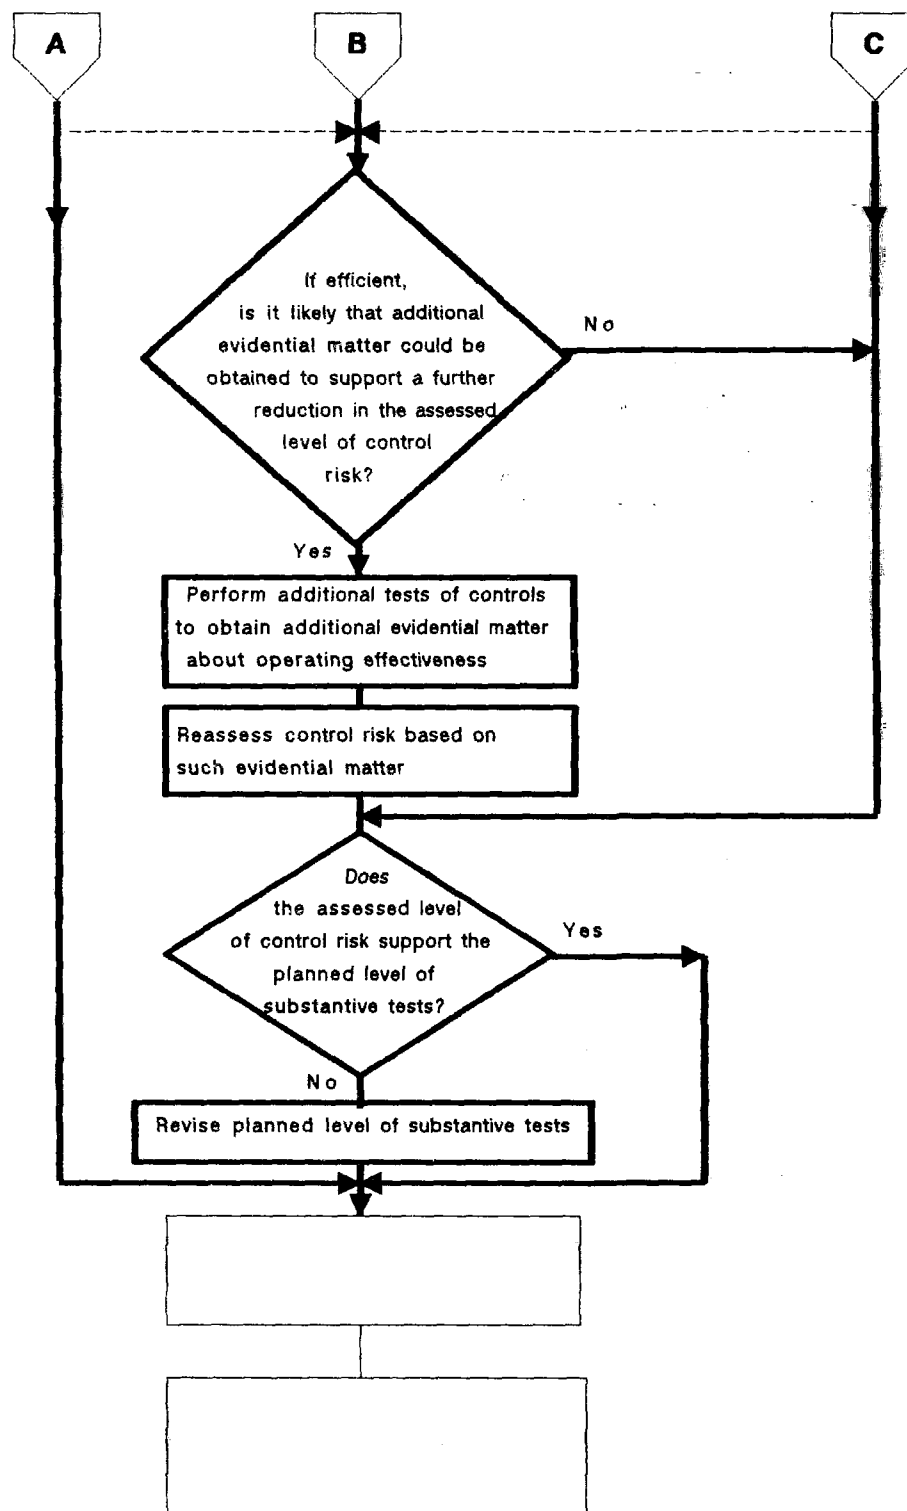 A
B
C
If efficient,
is it likely that additional
evidential matter could be
obtained to support a further
reduction in the assessed
level of control
risk?
No
Yes
Perform additional tests of controls
to obtain additional evidential matter
about operating effectiveness
Reassess control risk based on
such evidential matter
Does
the assessed level
of control risk support the
planned level of
substantive tests?
Yes
No
Revise planned level of substantive tests